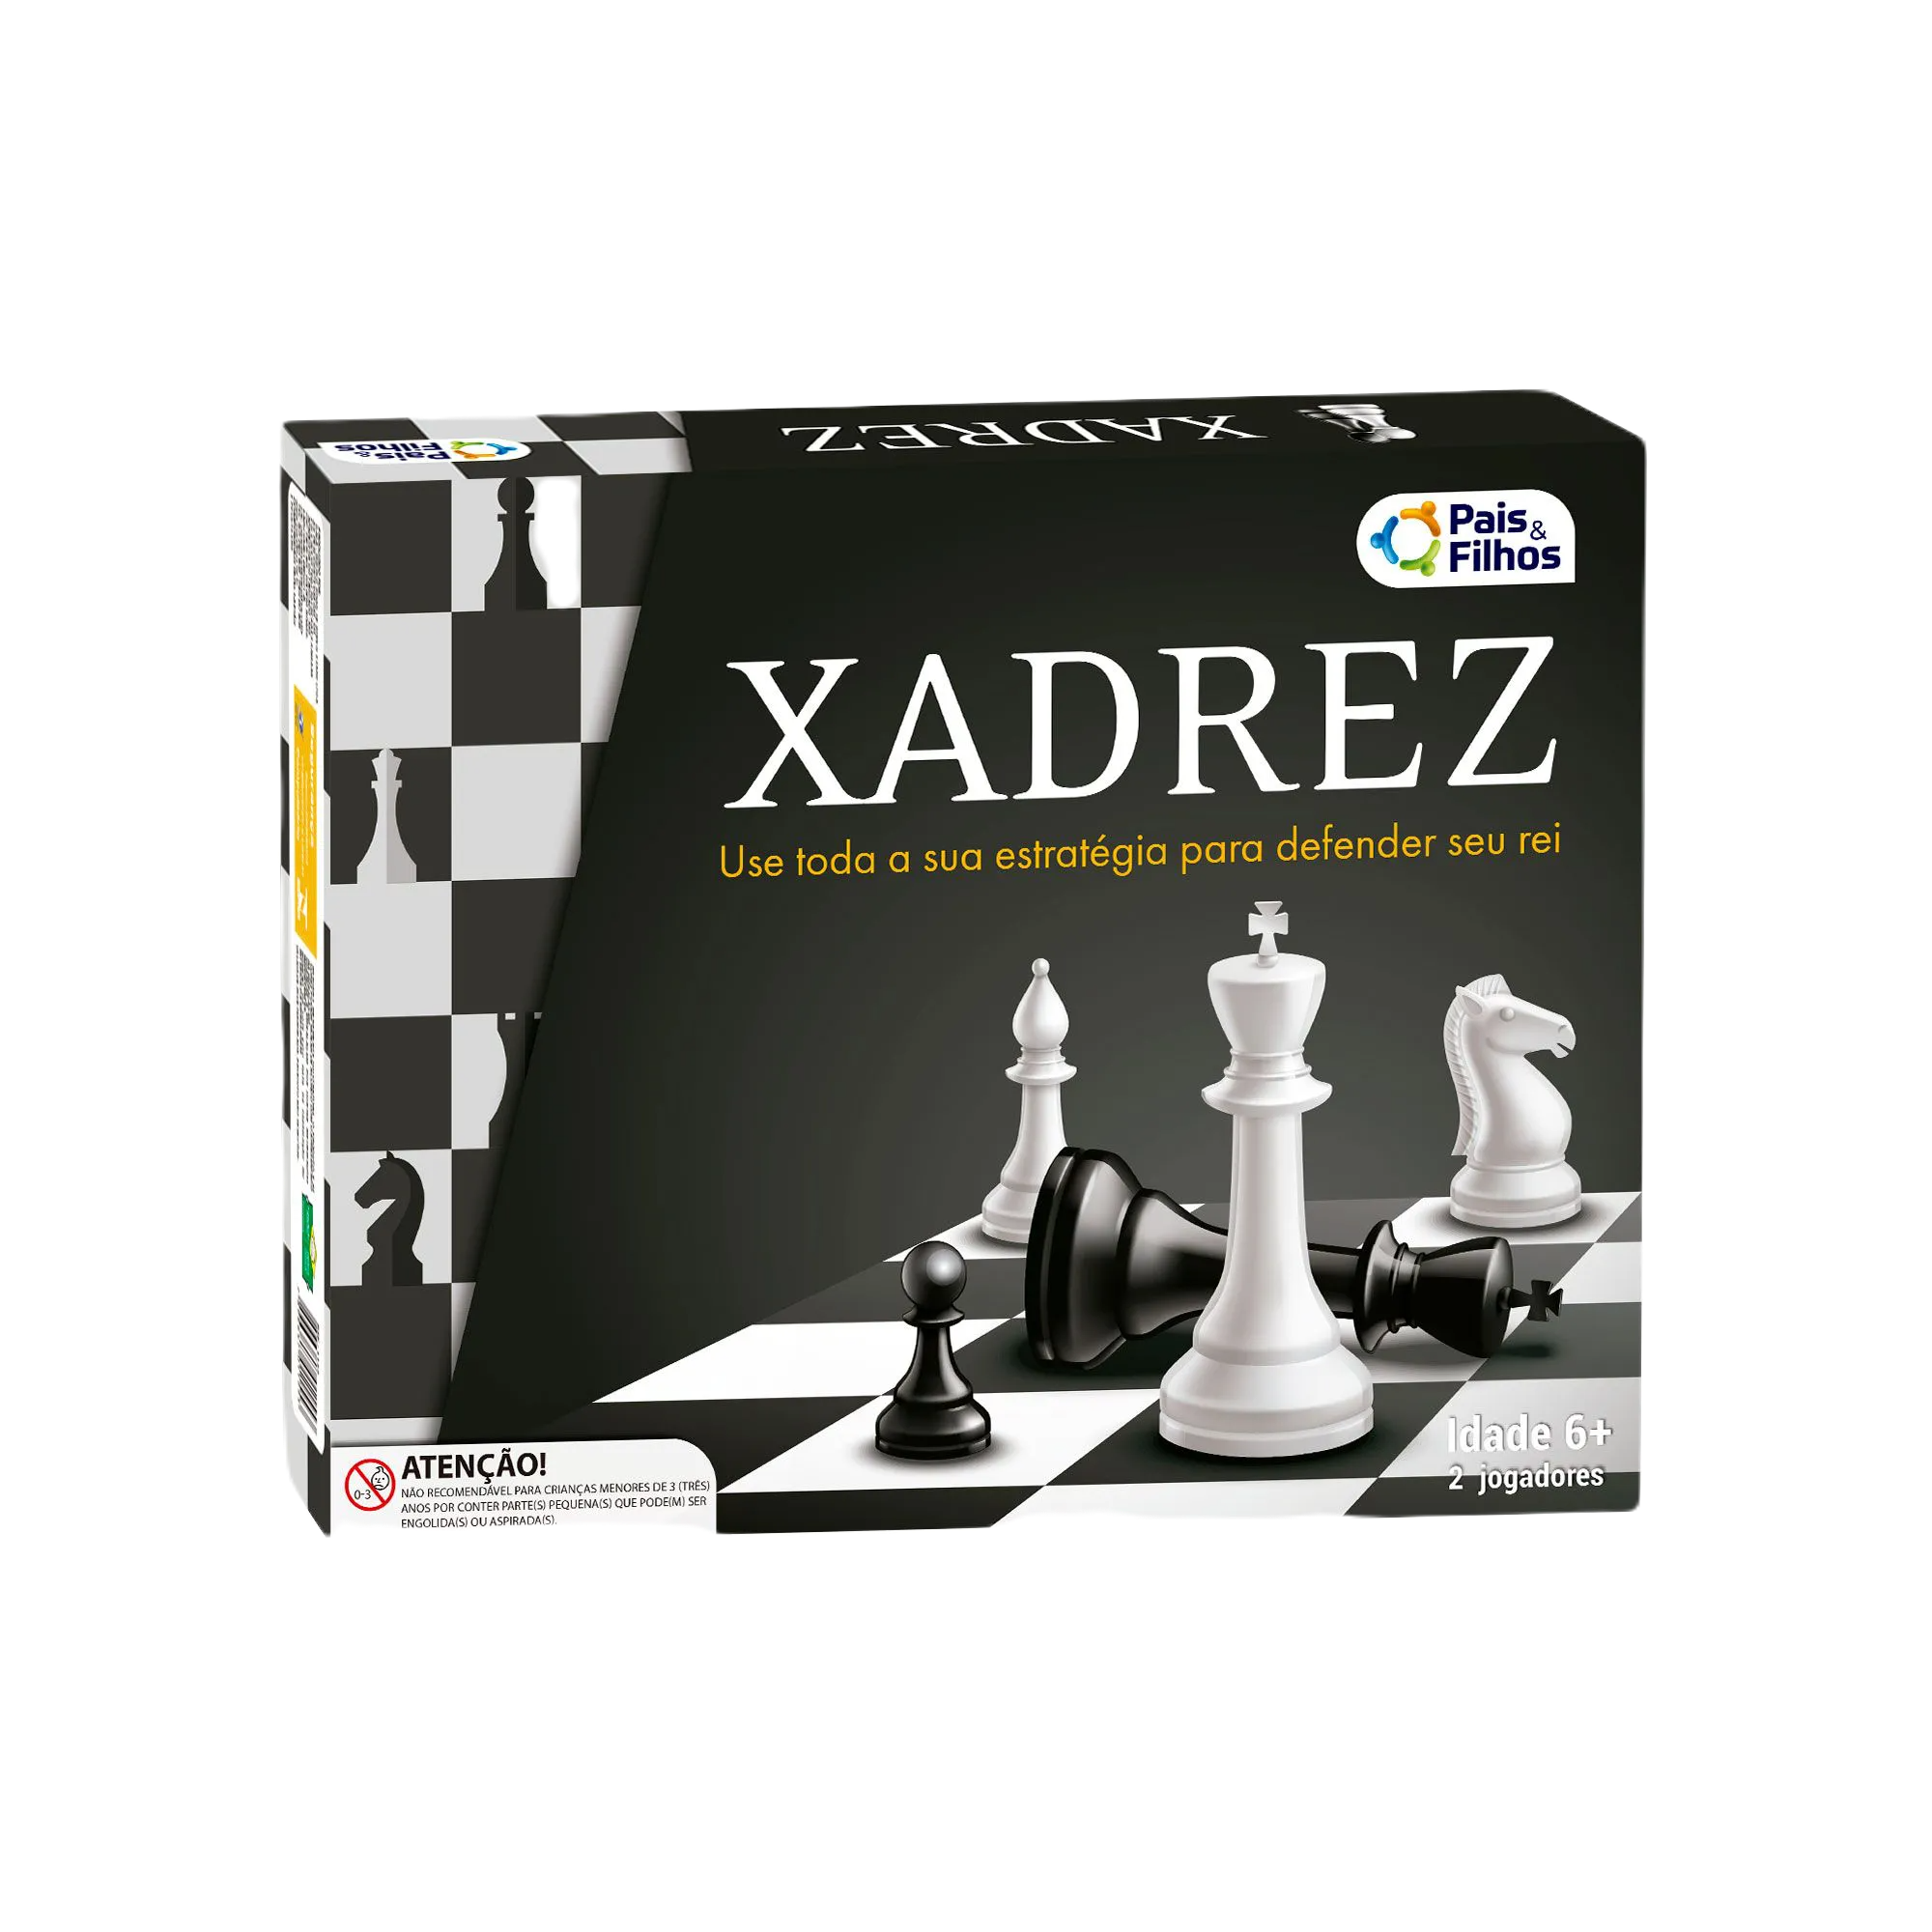 XADREZ
Pais &
Filhos
Pais &
Filhos
XADREZ
Use toda a sua estratégia para defender seu rei
Idade 6+
2 jogadores
ATENÇÃO!
0-3
NÃO RECOMENDÁVEL PARA CRIANÇAS MENORES DE 3 (TRÊS)
ANOS POR CONTER PARTE(S) PEQUENA(S) QUE PODE(M) SER
ENGOLIDA(S) OU ASPIRADA(S).